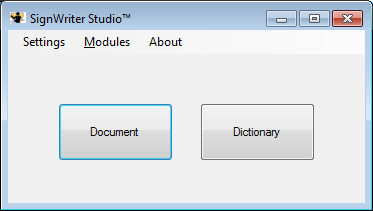 SignWriter Studio™
Settings Modules About
Document Dictionary